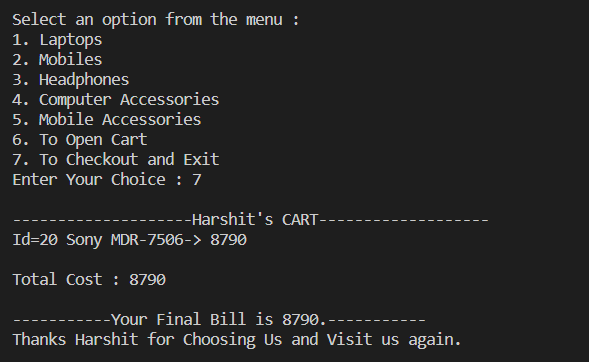 Select an option from the menu :
1. Laptops
2. Mobiles
3. Headphones
4. Computer Accessories
5. Mobile Accessories
6. To Open Cart
7. To Checkout and Exit
Enter Your Choice : 7
--------------------Harshit's CART-------------------
Id=20 Sony MDR-7506-> 8790
Total Cost : 8790
-----------Your Final Bill is 8790.-----------
Thanks Harshit for Choosing Us and Visit us again.